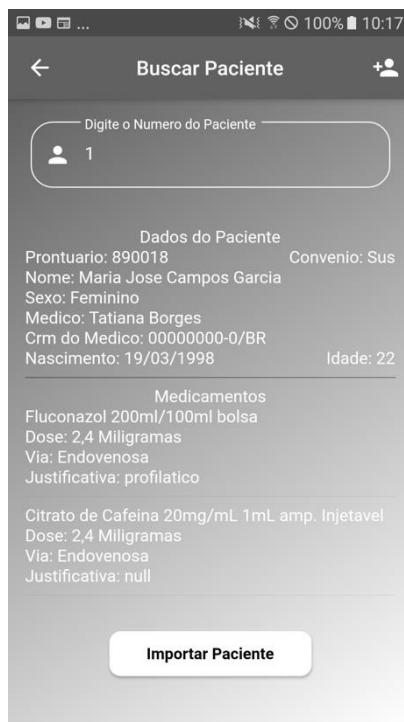 ... 100% 10:17
Buscar Paciente
Digite o Numero do Paciente
1
Dados do Paciente
Prontuario: 890018 Convenio: Sus
Nome: Maria Jose Campos Garcia
Sexo: Feminino
Medico: Tatiana Borges
Crm do Medico: 00000000-0/BR
Nascimento: 19/03/1998 Idade: 22
Medicamentos
Fluconazol 200ml/100ml bolsa
Dose: 2,4 Miligramas
Via: Endovenosa
Justificativa: profilatico
Citrato de Cafeina 20mg/mL 1mL amp. Injetavel
Dose: 2,4 Miligramas
Via: Endovenosa
Justificativa: null
Importar Paciente